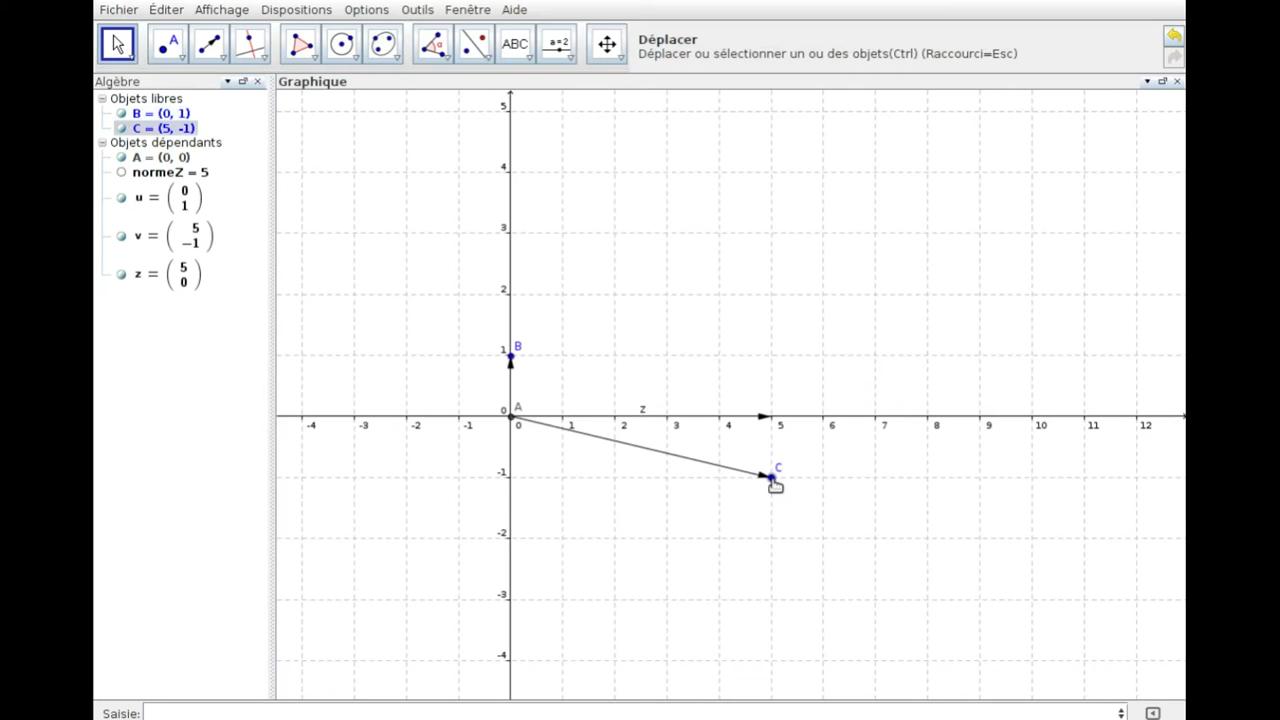 Fichier Éditer Affichage Dispositions Options Outils Fenêtre Aide
A α ABC a=2
Déplacer
Déplacer ou sélectionner un ou des objets(Ctrl) (Raccourci=Esc)
Algèbre
Graphique
Objets libres
B = (0, 1)
C = (5, -1)
Objets dépendants
A = (0, 0)
normeZ = 5
u = (0 1)
v = (5 −1)
z = (5 0)
5
4
3
2
1 B
0 A z
-4 -3 -2 -1 0 1 2 3 4 5 6 7 8 9 10 11 12
-1 C
-2
-3
-4
Saisie: